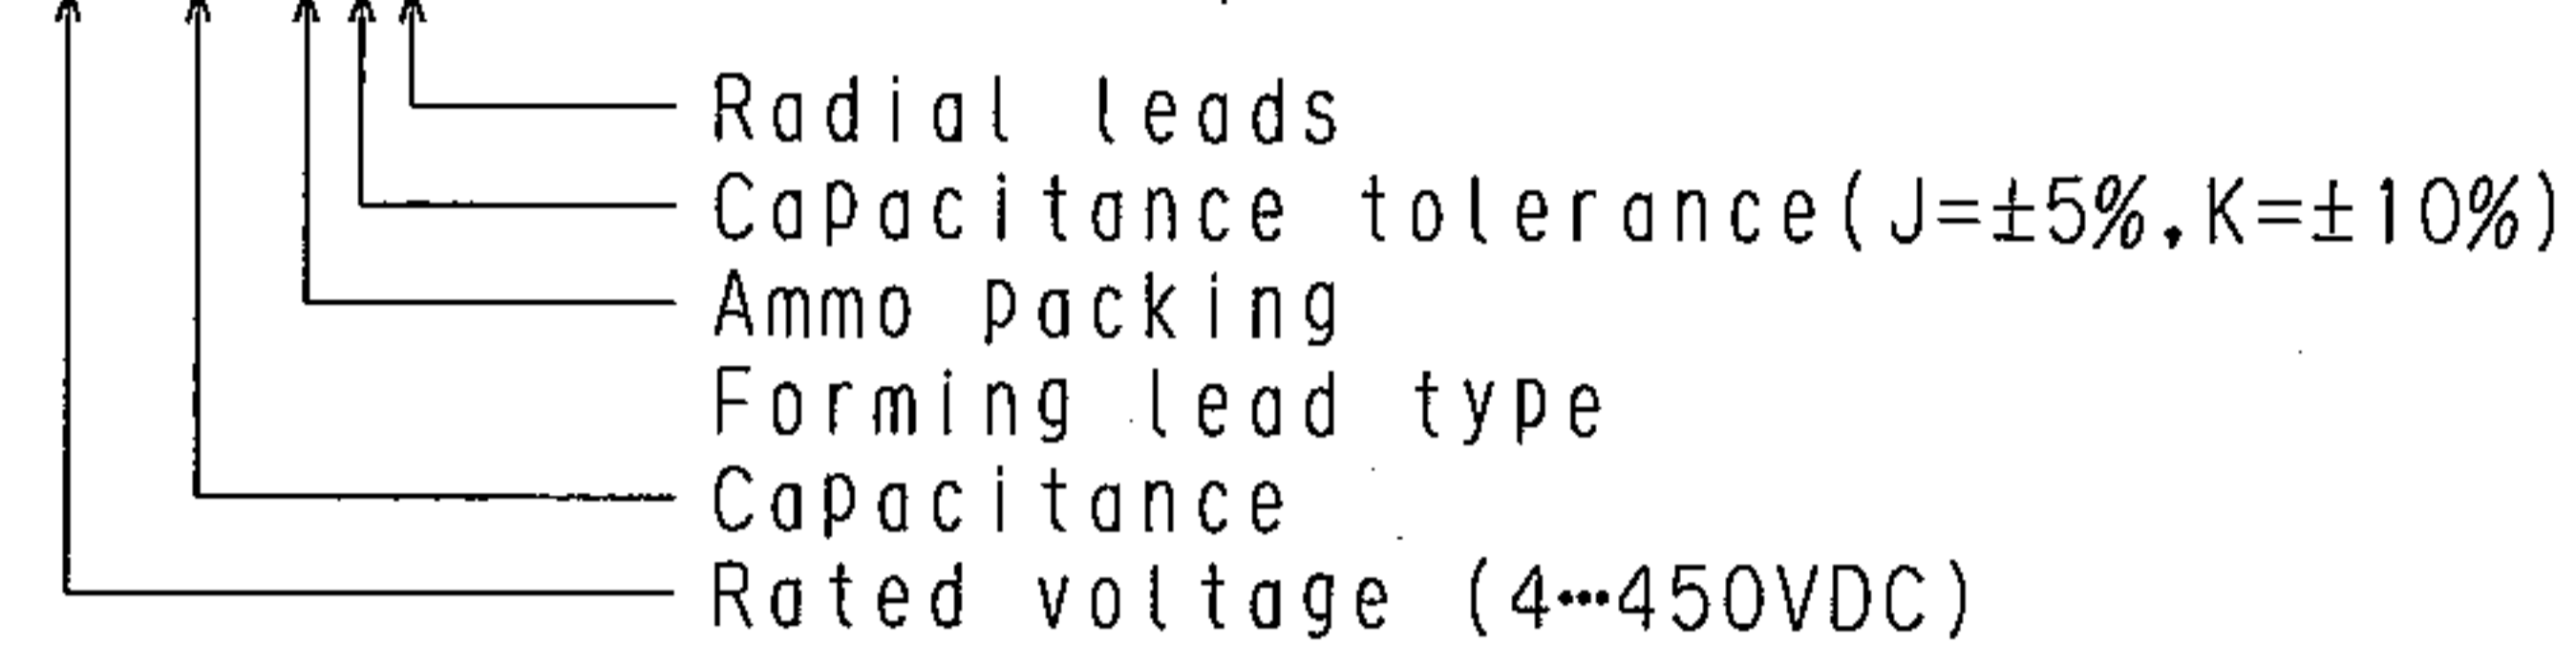 Radial leads
Capacitance tolerance(J=±5%,K=±10%)
Ammo packing
Forming lead type
Capacitance
Rated voltage (4…450VDC)